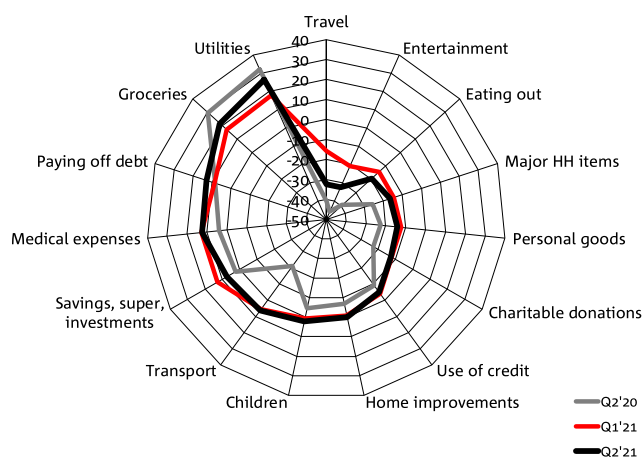 Travel
Entertainment
Eating out
Major HH items
Personal goods
Charitable donations
Use of credit
Home improvements
Children
Transport
Savings, super,
investments
Medical expenses
Paying off debt
Groceries
Utilities
40
30
20
10
0
-10
-20
-30
-40
-50
Q2'20
Q1'21
Q2'21